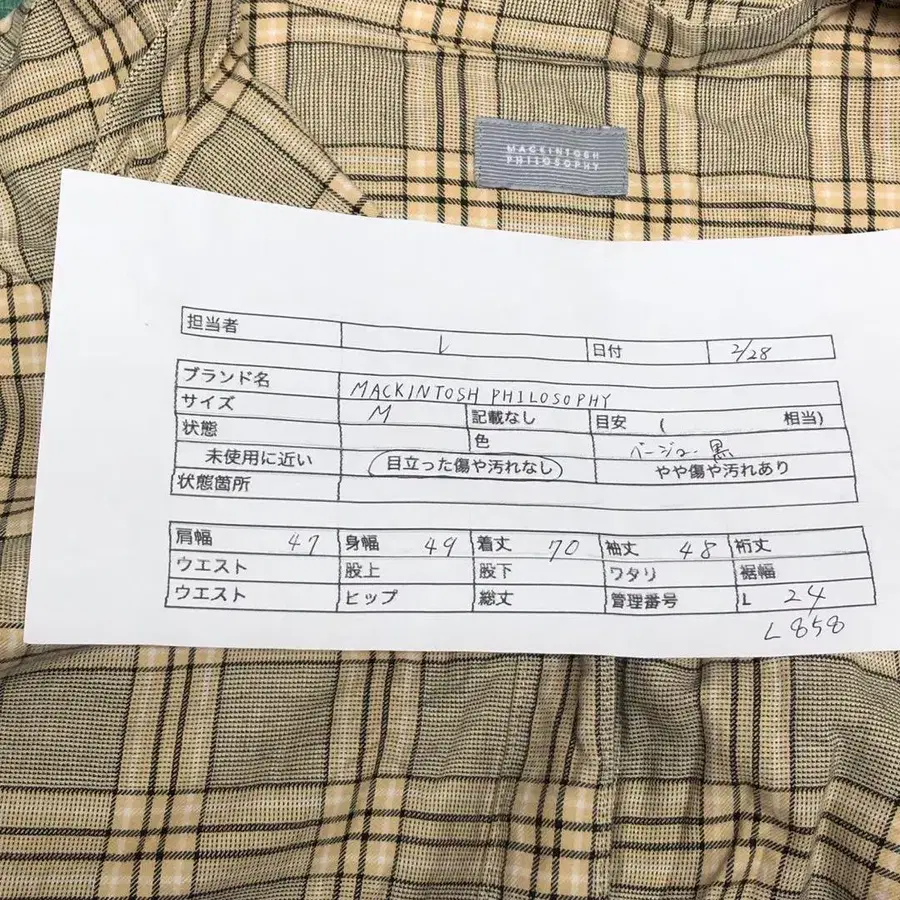 MACKINTOSH
PHILOSOPHY
担当者 L 日付 2/28
ブランド名 MACKINTOSH PHILOSOPHY
サイズ M 記載なし 目安 ( 相当)
状態 色 ベージュ・黒
未使用に近い 目立った傷や汚れなし やや傷や汚れあり
状態箇所
肩幅 47 身幅 49 着丈 70 袖丈 48 裄丈
ウエスト 股上 股下 ワタリ 裾幅
ウエスト ヒップ 総丈 管理番号 L 24
L858